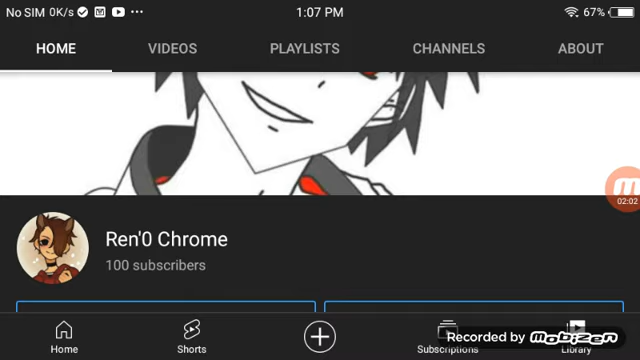 No SIM 0K/s 1:07 PM 67%
HOME VIDEOS PLAYLISTS CHANNELS ABOUT
02:02
Ren'0 Chrome
100 subscribers
Home Shorts Subscriptions Library
Recorded by Mobizen